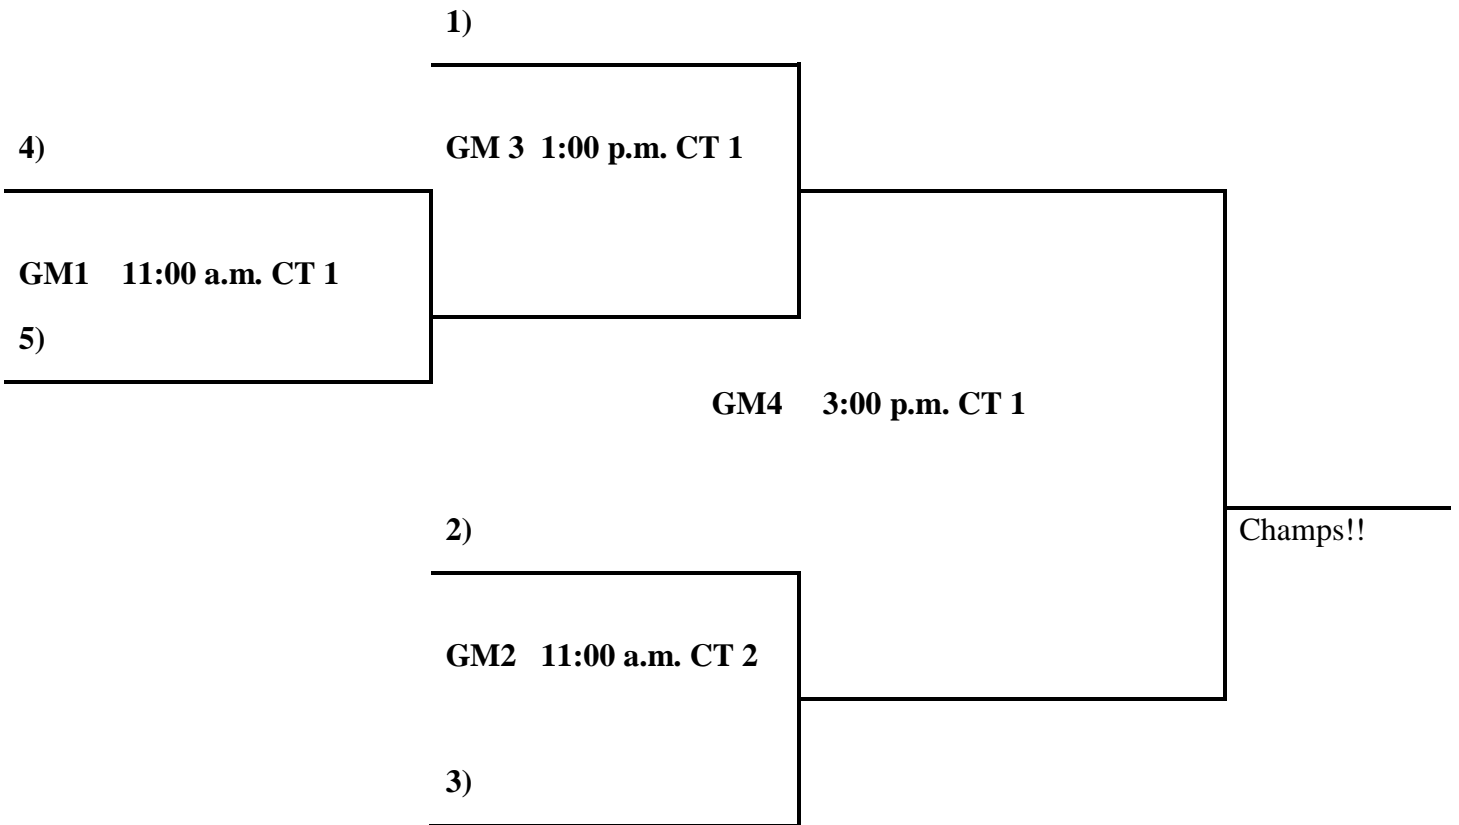 1)
4)
GM 3 1:00 p.m. CT 1
GM1 11:00 a.m. CT 1
5)
GM4 3:00 p.m. CT 1
2)
Champs!!
GM2 11:00 a.m. CT 2
3)